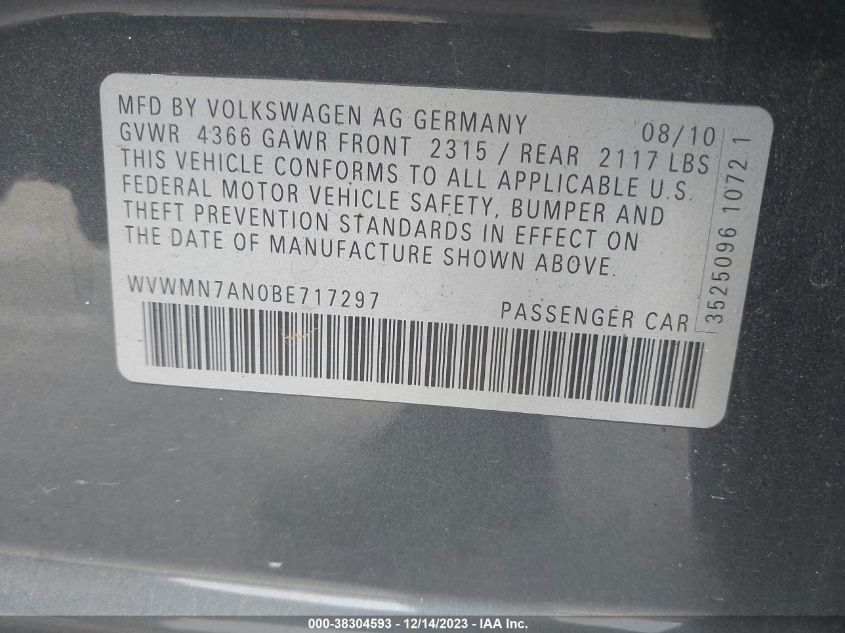 MFD BY VOLKSWAGEN AG GERMANY 08/10
GVWR 4366 GAWR FRONT 2315 / REAR 2117 LBS
THIS VEHICLE CONFORMS TO ALL APPLICABLE U.S.
FEDERAL MOTOR VEHICLE SAFETY, BUMPER AND
THEFT PREVENTION STANDARDS IN EFFECT ON
THE DATE OF MANUFACTURE SHOWN ABOVE.
WVWMN7AN0BE717297 PASSENGER CAR
3525096 1072 1
000-38304593 - 12/14/2023 - IAA Inc.